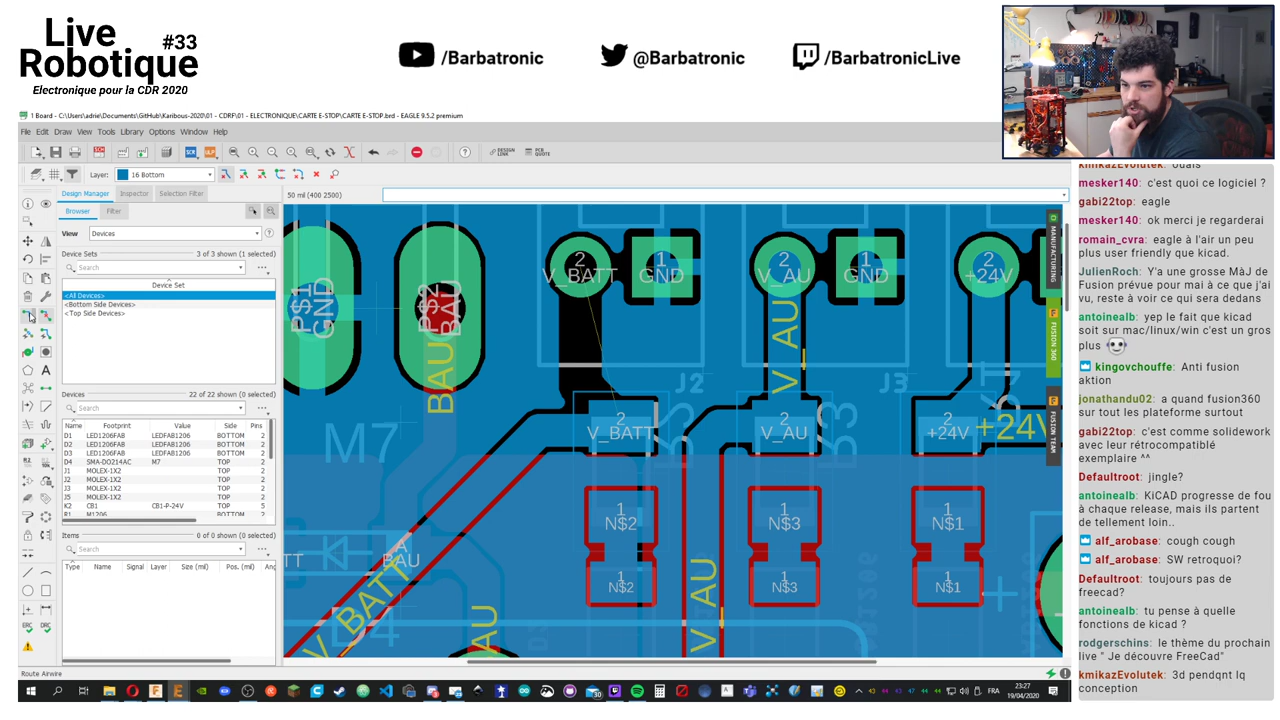 Live
Robotique #33
Electronique pour la CDR 2020
/Barbatronic
@Barbatronic
/BarbatronicLive
1 Board - C:\Users\adrie\Documents\GitHub\Karibous-2020\01 - CDRF\01 - ELECTRONIQUE\CARTE E-STOP\CARTE E-STOP.brd - EAGLE 9.5.2 premium
File Edit Draw View Tools Library Options Window Help
SCR ULP DESIGN LINK PCB QUOTE
Layer: 16 Bottom
Design Manager Inspector Selection Filter
50 mil (400 2500)
Browser Filter
View Devices
Device Sets 3 of 3 shown (1 selected)
Search
Device Set
<All Devices>
<Bottom Side Devices>
<Top Side Devices>
Devices 22 of 22 shown (0 selected)
Search
Name Footprint Value Side Pins
D1 LED1206FAB LEDFAB1206 BOTTOM 2
D2 LED1206FAB LEDFAB1206 BOTTOM 2
D3 LED1206FAB LEDFAB1206 BOTTOM 2
D4 SMA-DO214AC M7 TOP 2
J1 MOLEX-1X2 TOP 2
J2 MOLEX-1X2 TOP 2
J3 MOLEX-1X2 TOP 2
J5 MOLEX-1X2 TOP 2
K2 CB1 CB1-P-24V TOP 5
R1 M1206 BOTTOM 2
Items 0 of 0 shown (0 selected)
Search
Type Name Signal Layer Size (mil) Pos. (mil) Ang
ERC DRC
Route Airwire
P$1
GND
P$2
BAU
BAU
2
V_BATT
1
GND
2
V_AU
1
GND
2
+24V
V_AU
J2
J3
M7
2
V_BATT
2
V_AU
2
+24V
+24V
1
N$2
1
N$3
1
N$1
1
N$2
1
N$3
1
N$1
A
BAU
V_BATT
V_AU
AU
MANUFACTURING
FUSION 360
FUSION TEAM
mesker140: c'est quoi ce logiciel ?
gabi22top: eagle
mesker140: ok merci je regarderai
romain_cvra: eagle à l'air un peu
plus user friendly que kicad.
JulienRoch: Y'a une grosse MàJ de
Fusion prévue pour mai à ce que j'ai
vu, reste à voir ce qui sera dedans
antoinealb: yep le fait que kicad
soit sur mac/linux/win c'est un gros
plus
kingovchouffe: Anti fusion
aktion
jonathandu02: a quand fusion360
sur tout les plateforme surtout
gabi22top: c'est comme solidework
avec leur rétrocompatiblé
exemplaire ^^
Defaultroot: jingle?
antoinealb: KiCAD progresse de fou
à chaque release, mais ils partent
de tellement loin..
alf_arobase: cough cough
alf_arobase: SW retroquoi?
Defaultroot: toujours pas de
freecad?
antoinealb: tu pense à quelle
fonctions de kicad ?
rodgerschins: le thème du prochain
live " Je découvre FreeCad"
kmikazEvolutek: 3d pendqnt lq
conception
FRA
23:27
19/04/2020